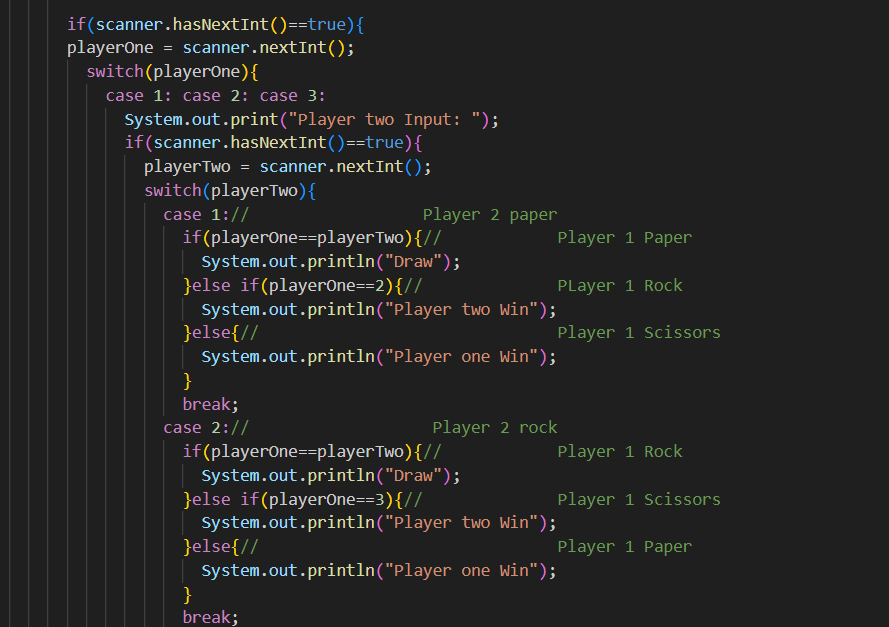 if(scanner.hasNextInt()==true){
playerOne = scanner.nextInt();
switch(playerOne){
case 1: case 2: case 3:
System.out.print("Player two Input: ");
if(scanner.hasNextInt()==true){
playerTwo = scanner.nextInt();
switch(playerTwo){
case 1:// Player 2 paper
if(playerOne==playerTwo){// Player 1 Paper
System.out.println("Draw");
}else if(playerOne==2){// PLayer 1 Rock
System.out.println("Player two Win");
}else{// Player 1 Scissors
System.out.println("Player one Win");
}
break;
case 2:// Player 2 rock
if(playerOne==playerTwo){// Player 1 Rock
System.out.println("Draw");
}else if(playerOne==3){// Player 1 Scissors
System.out.println("Player two Win");
}else{// Player 1 Paper
System.out.println("Player one Win");
}
break;